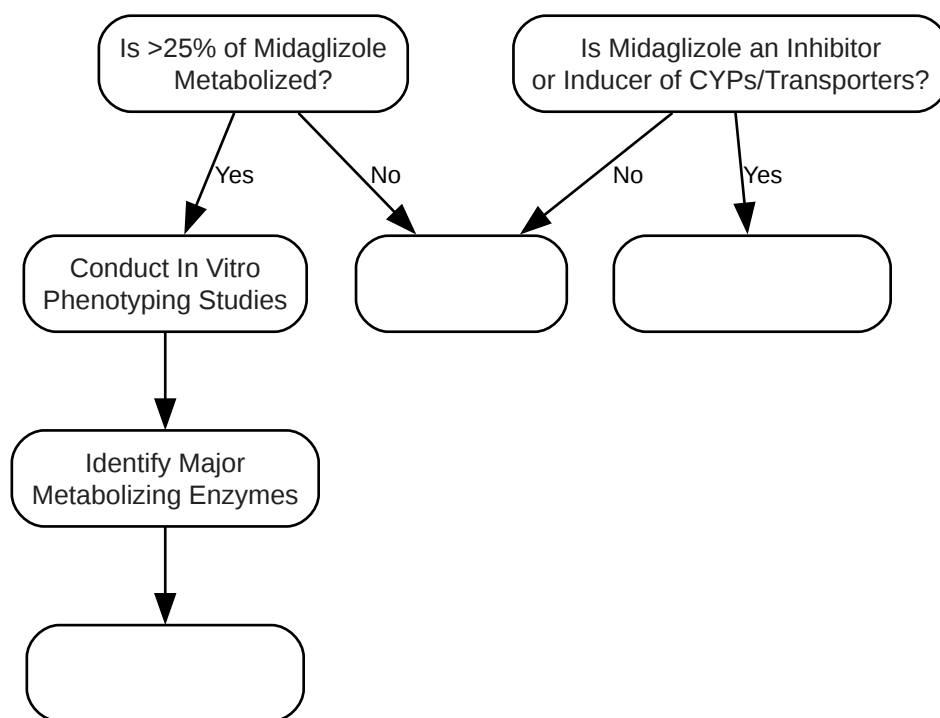 Is >25% of Midaglizole
Metabolized?
Is Midaglizole an Inhibitor
or Inducer of CYPs/Transporters?
Yes
No
No
Yes
Conduct In Vitro
Phenotyping Studies
Identify Major
Metabolizing Enzymes